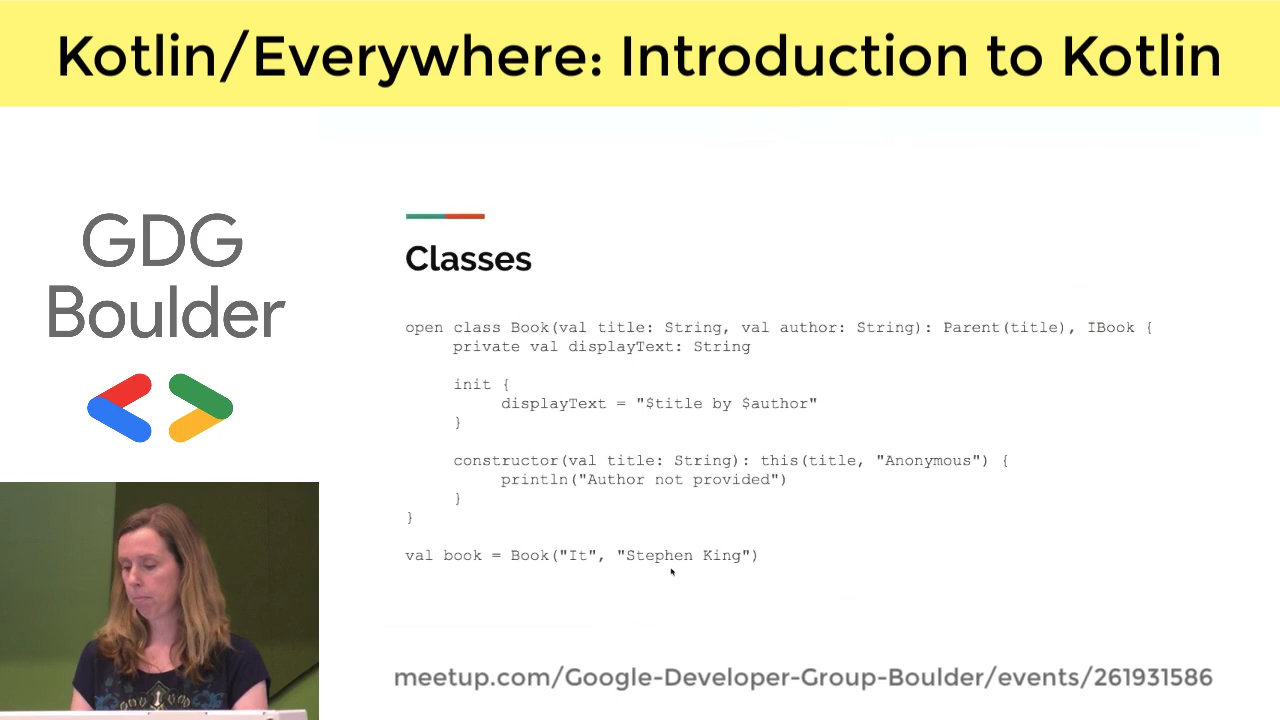 Kotlin/Everywhere: Introduction to Kotlin
GDG
Boulder
Classes
open class Book(val title: String, val author: String): Parent(title), IBook {
private val displayText: String
init {
displayText = "$title by $author"
}
constructor(val title: String): this(title, "Anonymous") {
println("Author not provided")
}
}
val book = Book("It", "Stephen King")
meetup.com/Google-Developer-Group-Boulder/events/261931586